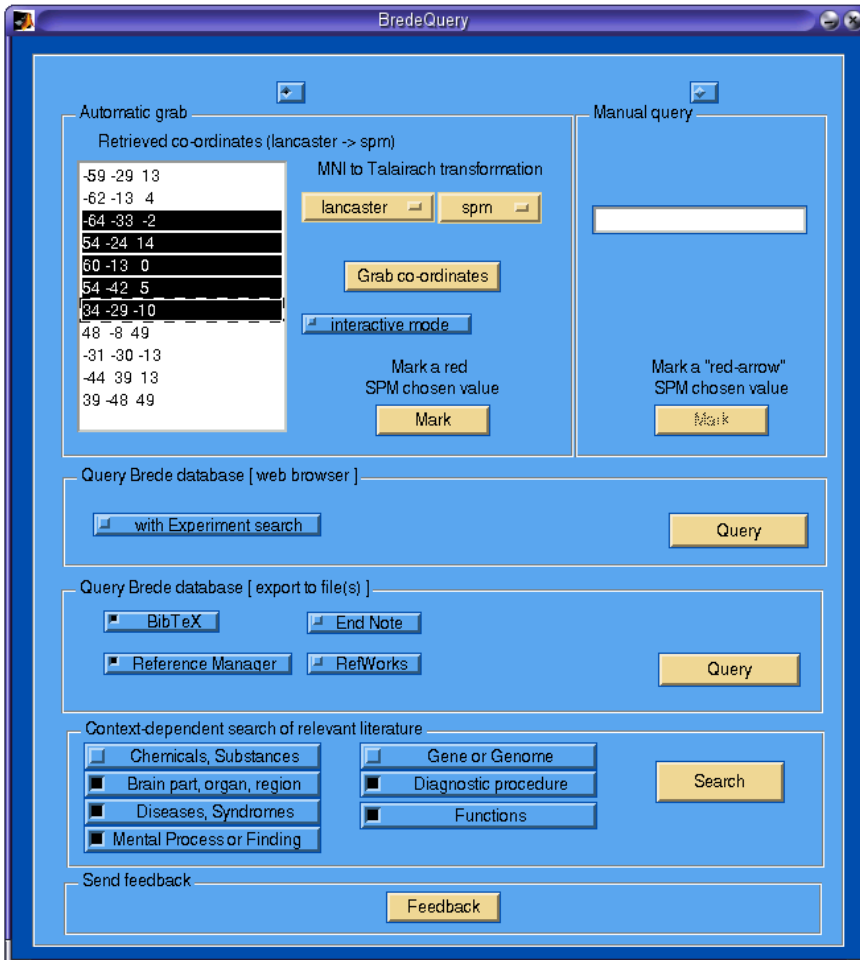 BredeQuery
Automatic grab
Manual query
Retrieved co-ordinates (lancaster -> spm)
-59 -29 13
-62 -13 4
-64 -33 -2
54 -24 14
60 -13 0
54 -42 5
34 -29 -10
48 -8 49
-31 -30 -13
-44 39 13
39 -48 49
MNI to Talairach transformation
lancaster
spm
Grab co-ordinates
interactive mode
Mark a red
SPM chosen value
Mark
Mark a "red-arrow"
SPM chosen value
Mark
Query Brede database [ web browser ]
with Experiment search
Query
Query Brede database [ export to file(s) ]
BibTeX
End Note
Reference Manager
RefWorks
Query
Context-dependent search of relevant literature
Chemicals, Substances
Gene or Genome
Brain part, organ, region
Diagnostic procedure
Diseases, Syndromes
Functions
Mental Process or Finding
Search
Send feedback
Feedback